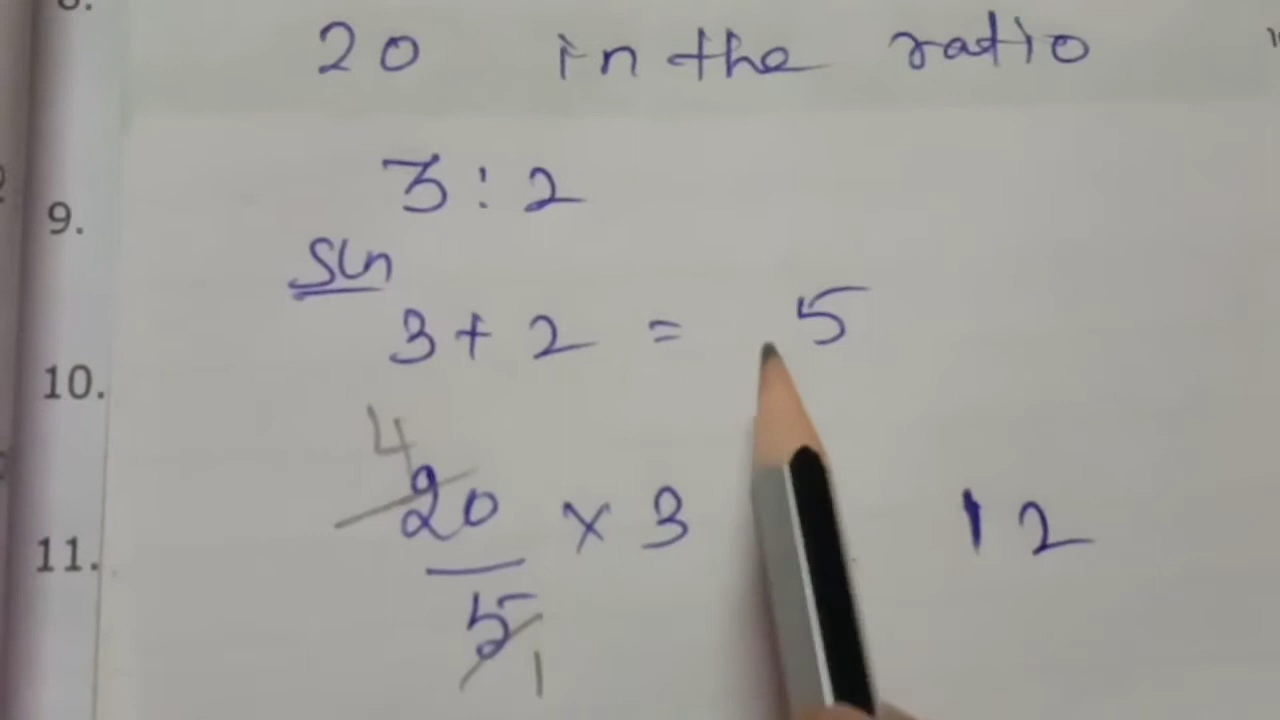 8.
20 in the ratio
3 : 2
9.
Sln
3 + 2 = 5
10.
4
20 × 3 12
11.
5
1